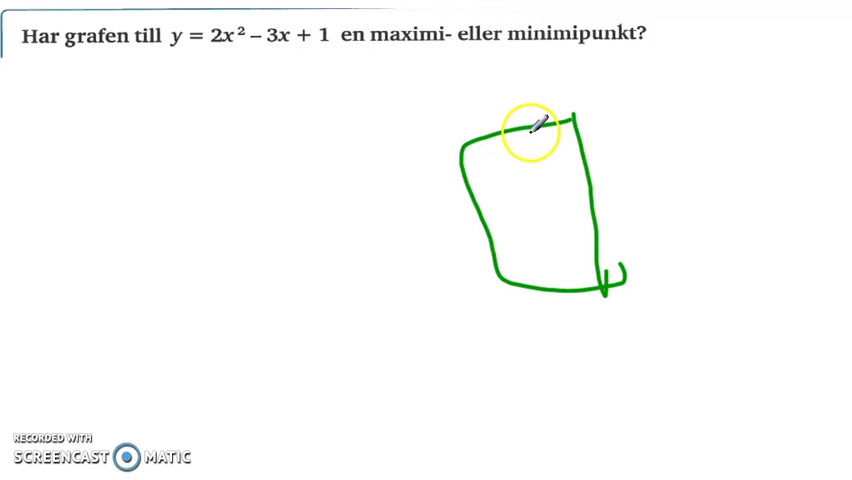 Har grafen till y = 2x² – 3x + 1 en maximi- eller minimipunkt?
RECORDED WITH
SCREENCAST MATIC